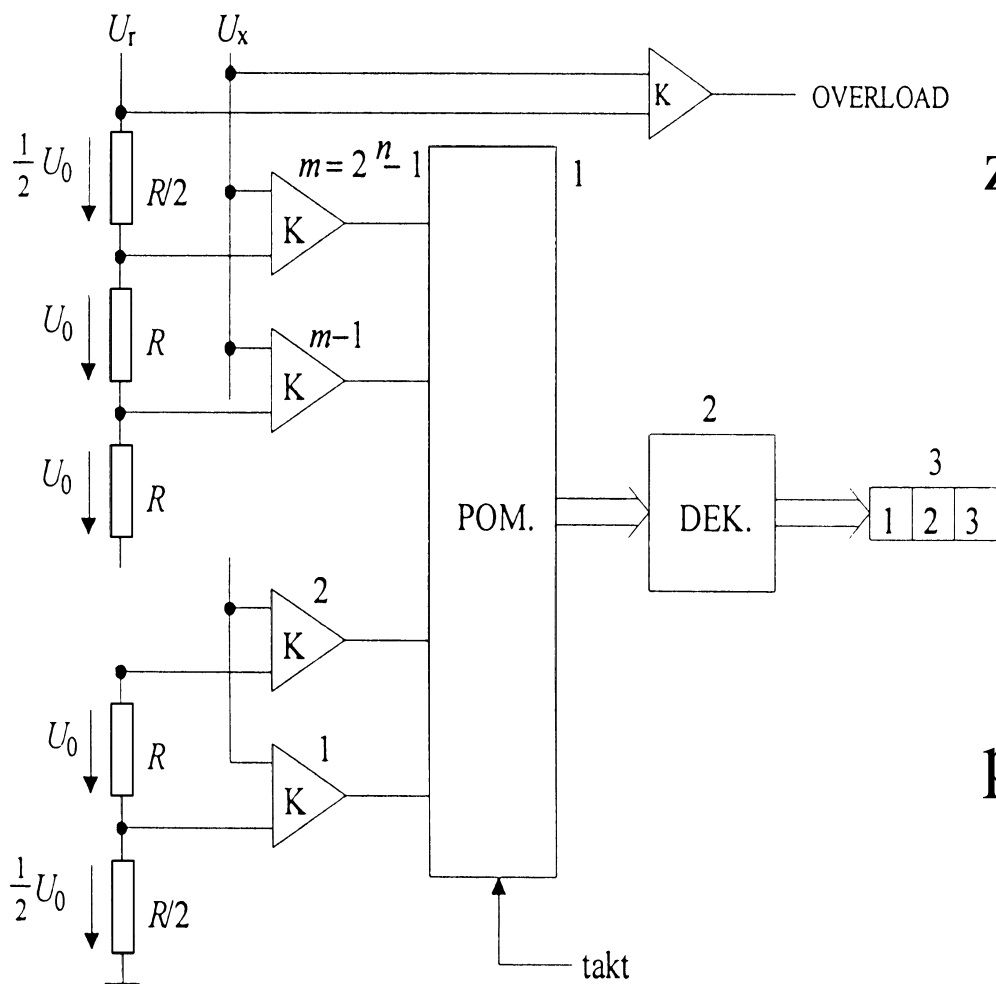 U_r U_x
K OVERLOAD
1/2 U_0 R/2
m = 2^n - 1
1
K
U_0 R
m-1
K
U_0 R
POM.
2
DEK.
3
1 2 3
2
K
U_0 R
1
K
1/2 U_0 R/2
takt